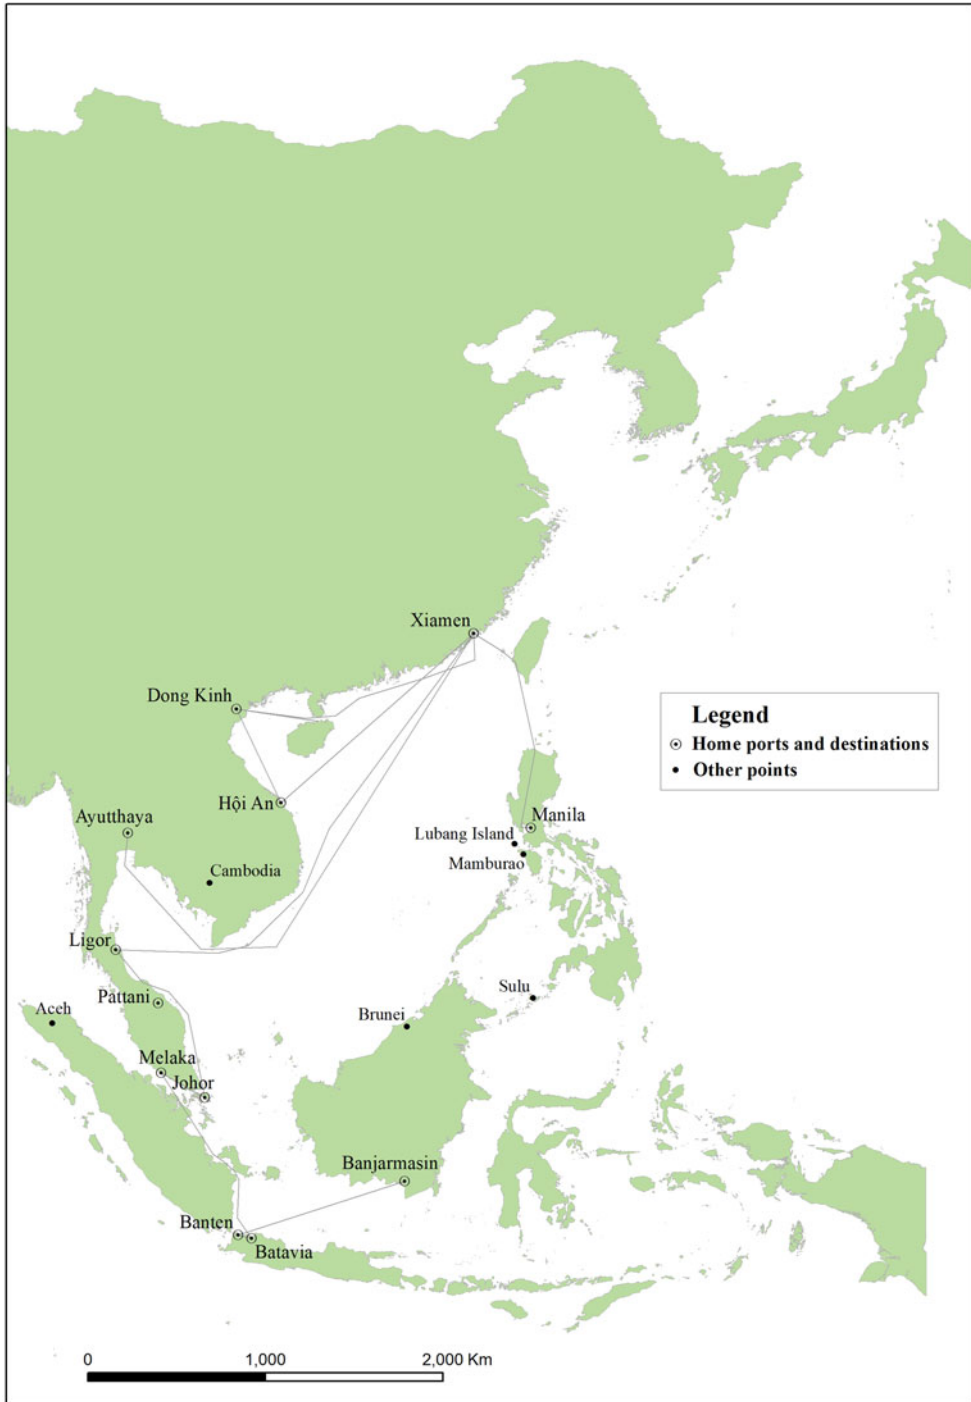 Xiamen
Dong Kinh
Legend
Home ports and destinations
Other points
Hội An
Ayutthaya
Manila
Lubang Island
Mamburao
Cambodia
Ligor
Sulu
Pattani
Aceh
Brunei
Melaka
Johor
Banjarmasin
Banten
Batavia
0 1,000 2,000 Km